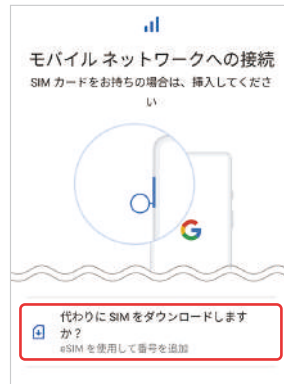 モバイル ネットワークへの接続
SIM カードをお持ちの場合は、挿入してくださ
い
G
代わりに SIM をダウンロードします
か？
eSIM を使用して番号を追加